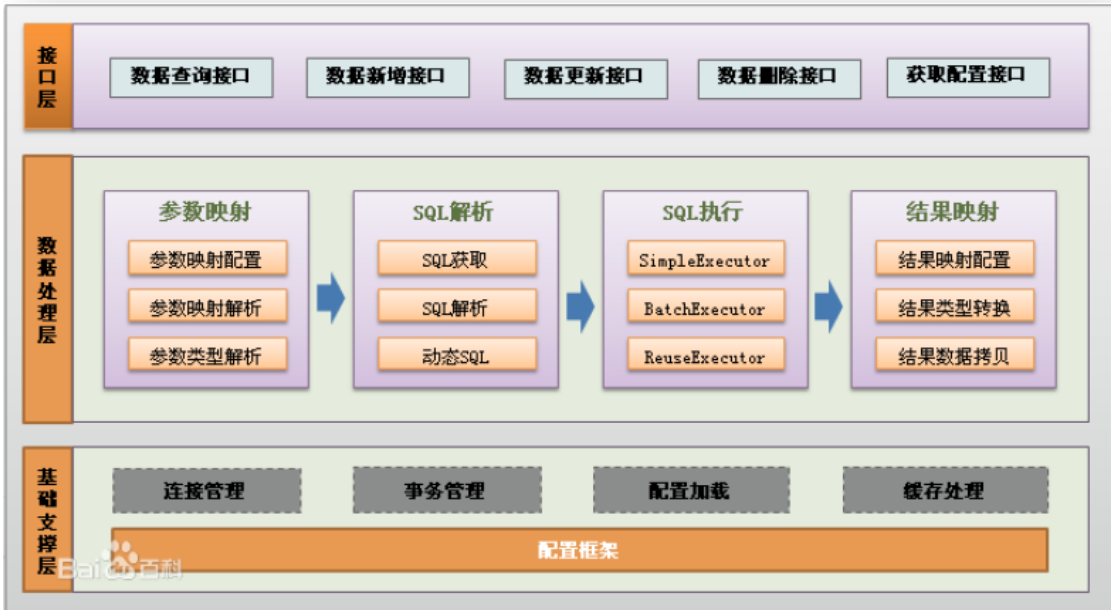 接口层
数据查询接口
数据新增接口
数据更新接口
数据删除接口
获取配置接口
数据处理层
参数映射
参数映射配置
参数映射解析
参数类型解析
SQL解析
SQL获取
SQL解析
动态SQL
SQL执行
SimpleExecutor
BatchExecutor
ReuseExecutor
结果映射
结果映射配置
结果类型转换
结果数据拷贝
基础支撑层
连接管理
事务管理
配置加载
缓存处理
配置框架
Bai百科